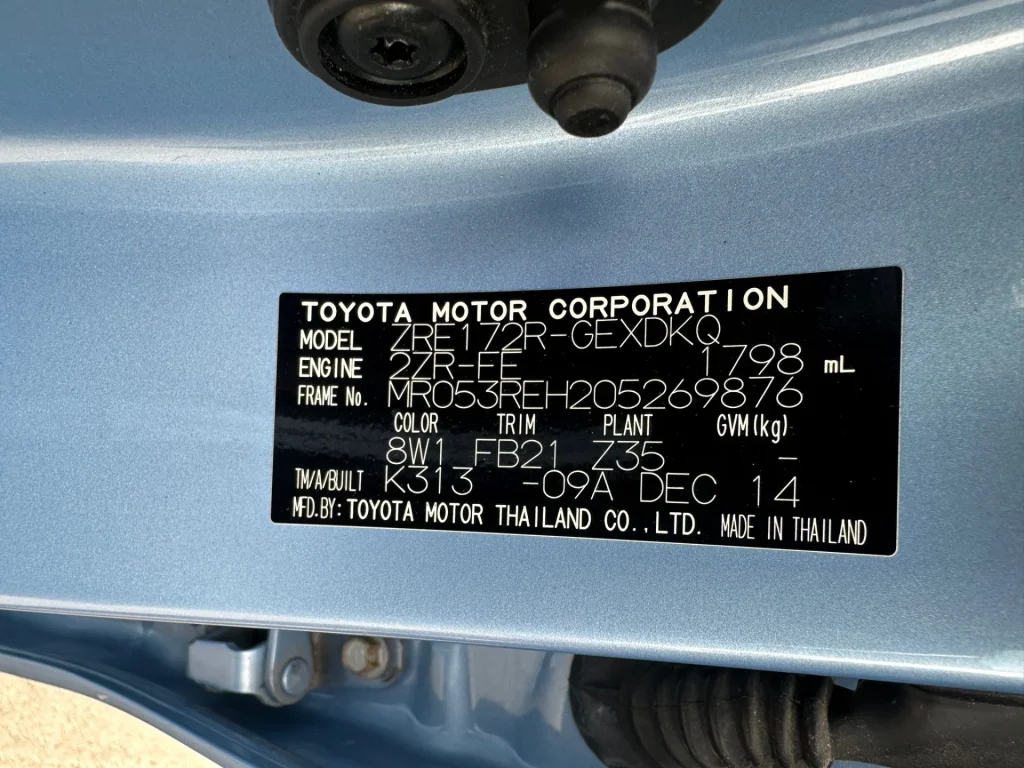 TOYOTA MOTOR CORPORATION
MODEL ZRE172R-GEXDKQ
ENGINE 2ZR-FE 1798 mL
FRAME No. MR053REH205269876
COLOR TRIM PLANT GVM(kg)
8W1 FB21 Z35 -
TM/A/BUILT K313 -09A DEC 14
MFD.BY: TOYOTA MOTOR THAILAND CO.,LTD. MADE IN THAILAND